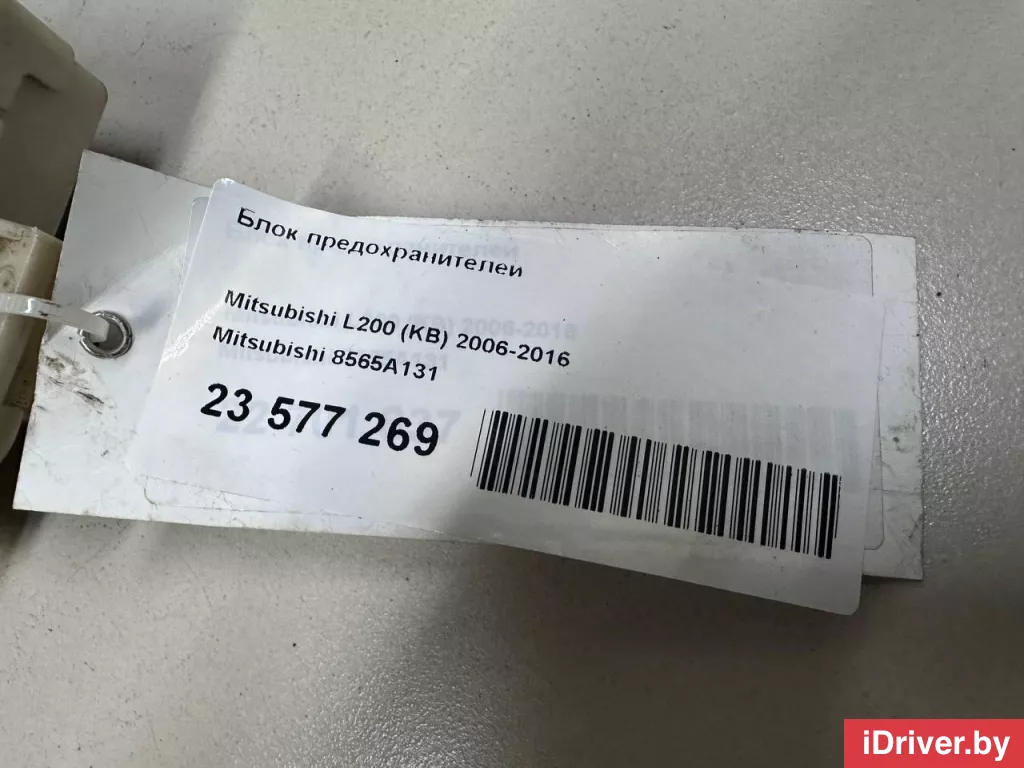 Блок предохранителей
Mitsubishi L200 (KB) 2006-2016
Mitsubishi 8565A131
23 577 269
iDriver.by